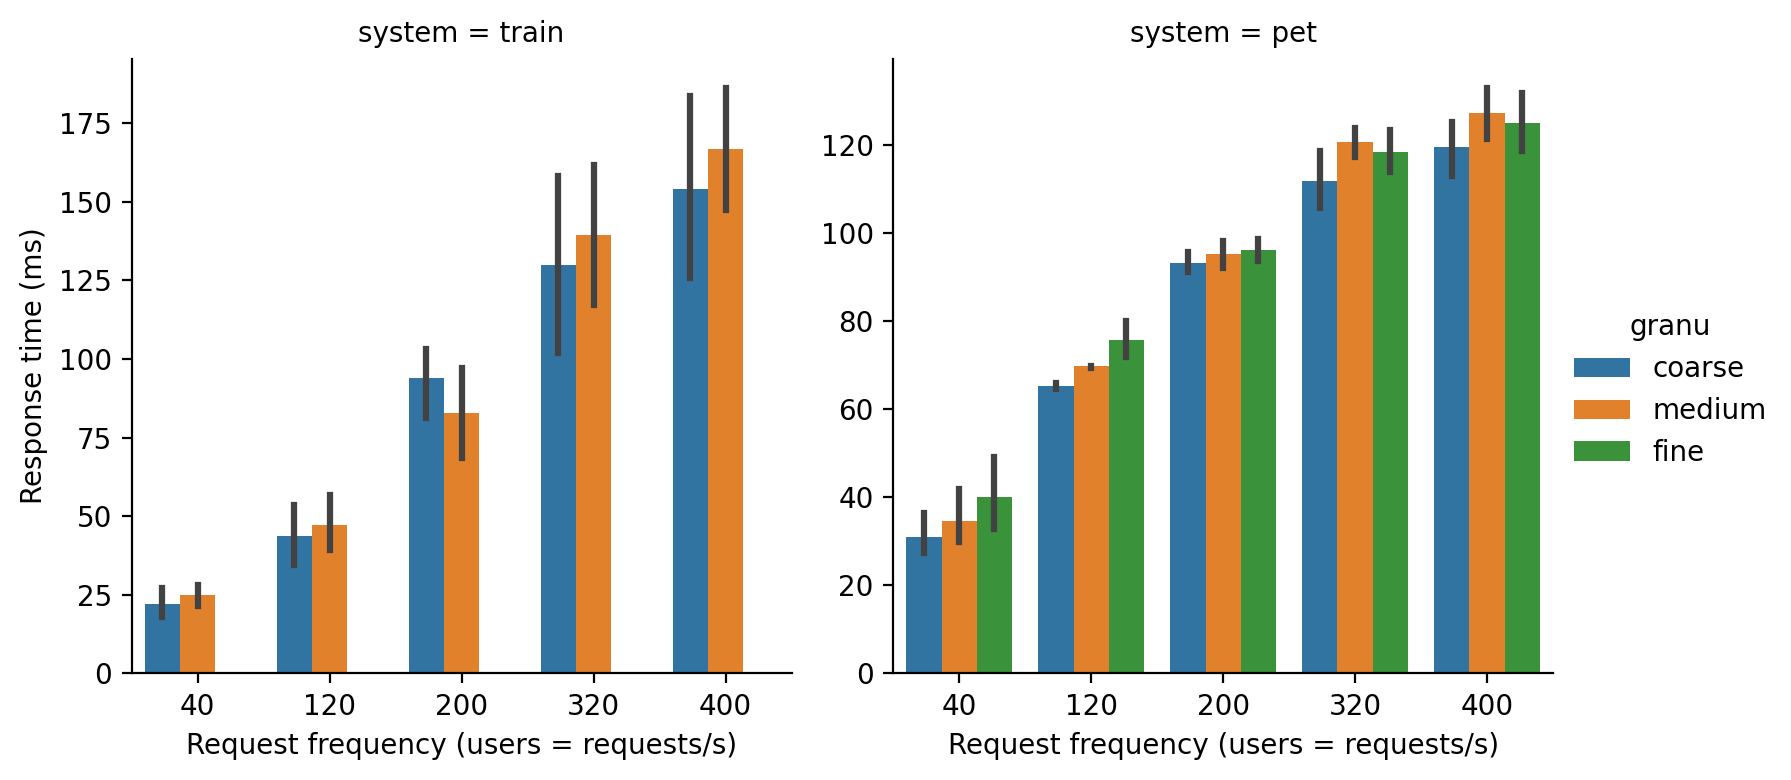 system = train
system = pet
Response time (ms)
175
150
125
100
75
50
25
0
40 120 200 320 400
Request frequency (users = requests/s)
120
100
80
60
40
20
0
40 120 200 320 400
Request frequency (users = requests/s)
granu
coarse
medium
fine